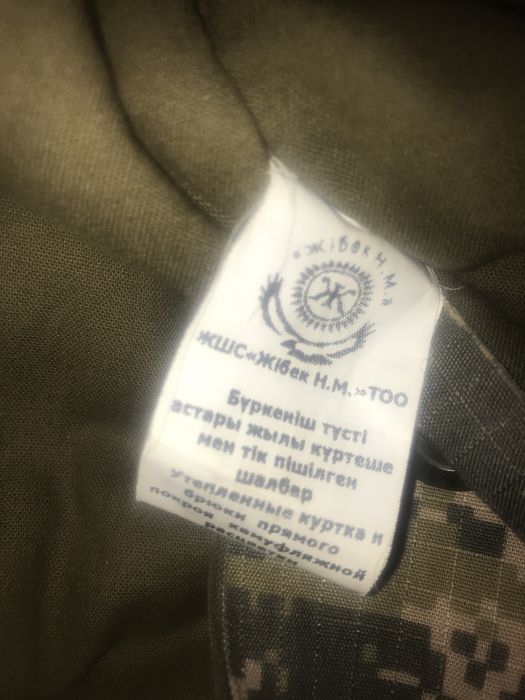 «Жібек Н.М.»
Ж
ЖШС«Жібек Н.М.»ТОО
Бүркеніш түсті
астары жылы күртеше
мен тік пішілген
шалбар
Утепленные куртка и
брюки прямого
покроя камуфляжной
расцветки